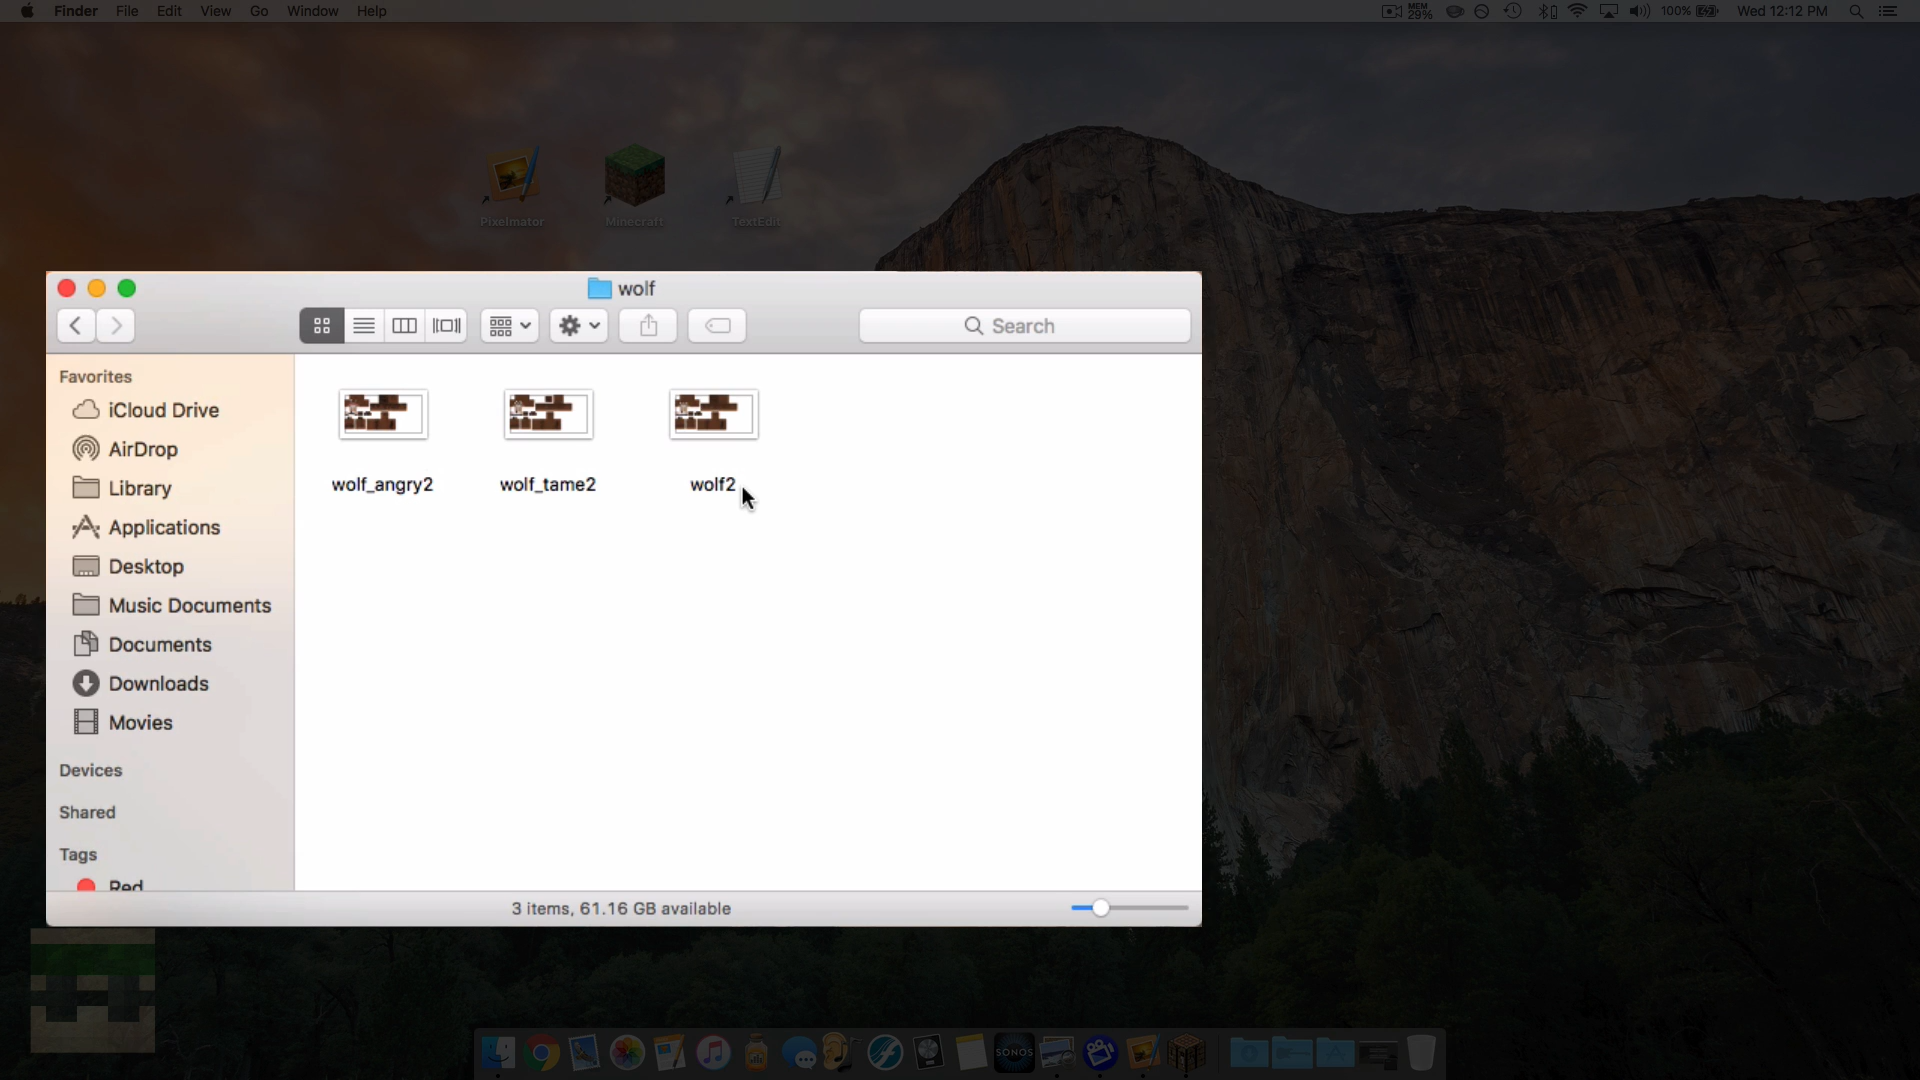 Finder File Edit View Go Window Help
MEM
29%
100%
Wed 12:12 PM
Pixelmator
Minecraft
TextEdit
wolf
Search
Favorites
iCloud Drive
AirDrop
Library
Applications
Desktop
Music Documents
Documents
Downloads
Movies
Devices
Shared
Tags
Red
wolf_angry2
wolf_tame2
wolf2
3 items, 61.16 GB available
SONOS